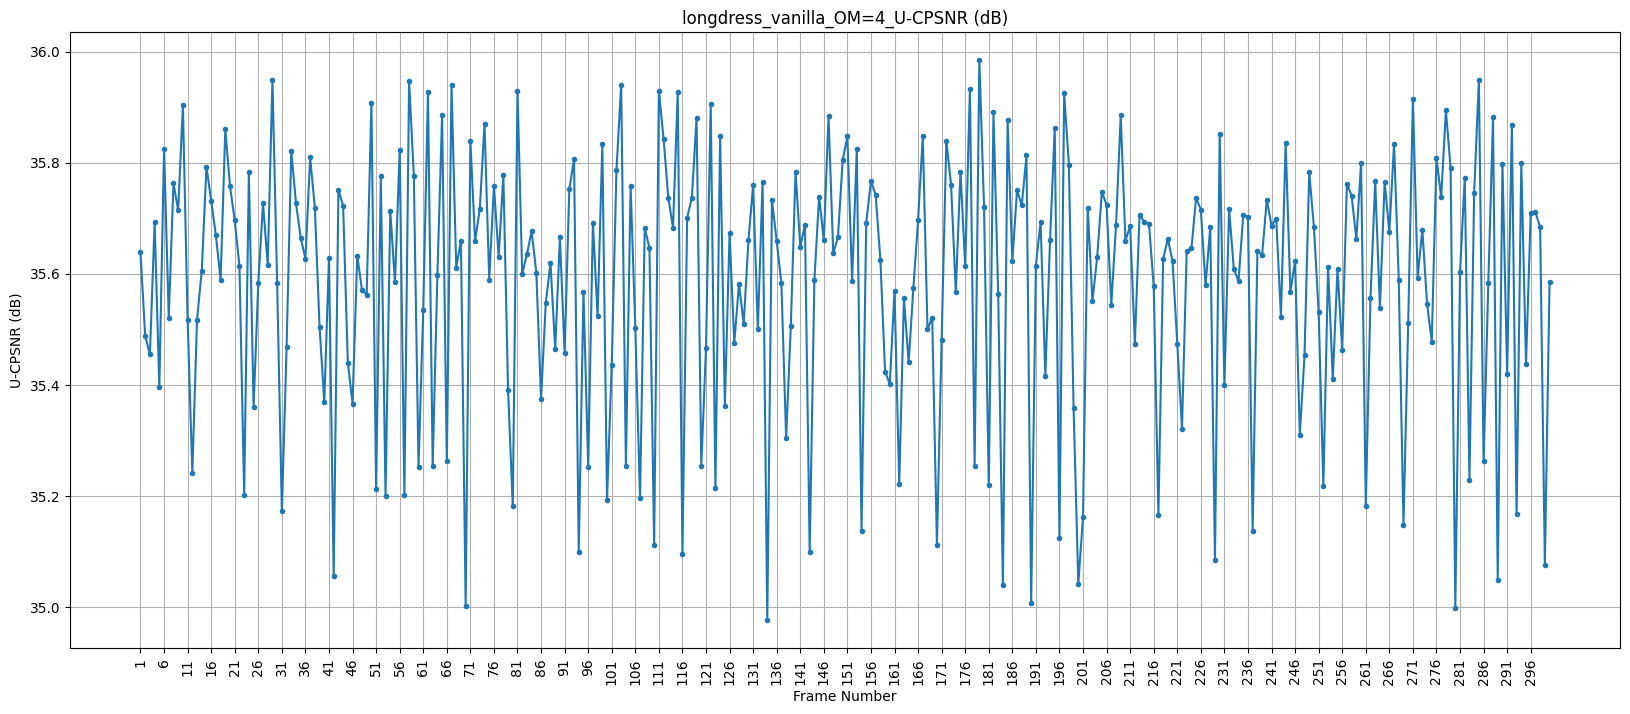 longdress_vanilla_OM=4_U-CPSNR (dB)
U-CPSNR (dB)
36.0
35.8
35.6
35.4
35.2
35.0
1 6 11 16 21 26 31 36 41 46 51 56 61 66 71 76 81 86 91 96 101 106 111 116 121 126 131 136 141 146 151 156 161 166 171 176 181 186 191 196 201 206 211 216 221 226 231 236 241 246 251 256 261 266 271 276 281 286 291 296
Frame Number